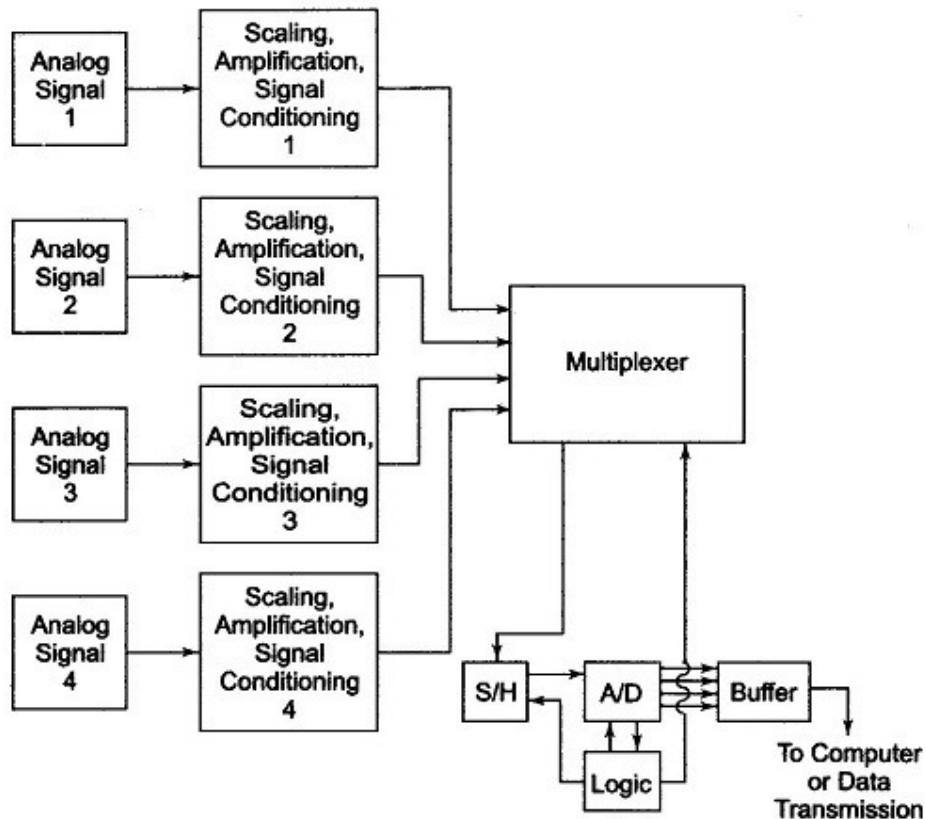 Analog
Signal
1
Scaling,
Amplification,
Signal
Conditioning
1
Analog
Signal
2
Scaling,
Amplification,
Signal
Conditioning
2
Analog
Signal
3
Scaling,
Amplification,
Signal
Conditioning
3
Analog
Signal
4
Scaling,
Amplification,
Signal
Conditioning
4
Multiplexer
S/H
A/D
Buffer
Logic
To Computer
or Data
Transmission